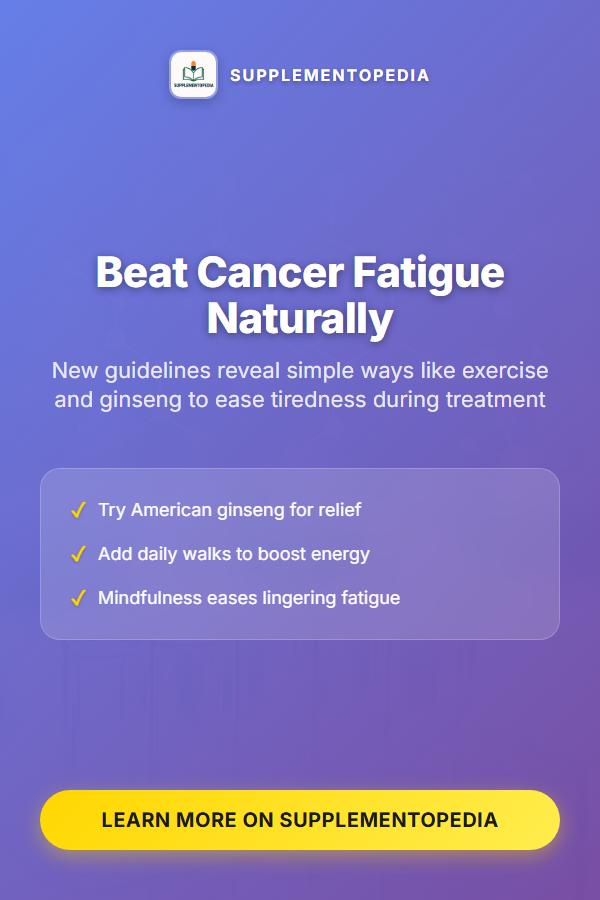 SUPPLEMENTOPEDIA
SUPPLEMENTOPEDIA
Beat Cancer Fatigue
Naturally
New guidelines reveal simple ways like exercise
and ginseng to ease tiredness during treatment
✓ Try American ginseng for relief
✓ Add daily walks to boost energy
✓ Mindfulness eases lingering fatigue
LEARN MORE ON SUPPLEMENTOPEDIA